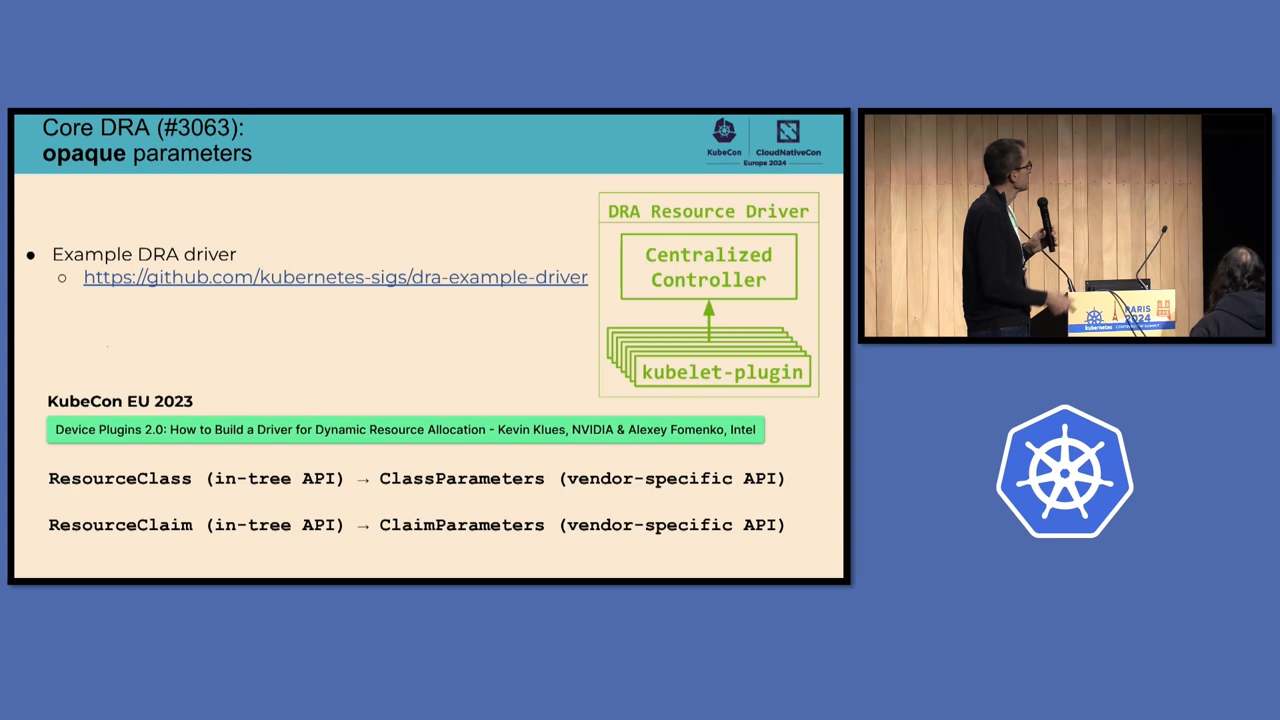 Core DRA (#3063):
opaque parameters
KubeCon
CloudNativeCon
Europe 2024
● Example DRA driver
○ https://github.com/kubernetes-sigs/dra-example-driver
DRA Resource Driver
Centralized
Controller
kubelet-plugin
KubeCon EU 2023
Device Plugins 2.0: How to Build a Driver for Dynamic Resource Allocation - Kevin Klues, NVIDIA & Alexey Fomenko, Intel
ResourceClass (in-tree API) → ClassParameters (vendor-specific API)
ResourceClaim (in-tree API) → ClaimParameters (vendor-specific API)
PARIS
2024
kubernetes
CONTRIBUTOR SUMMIT